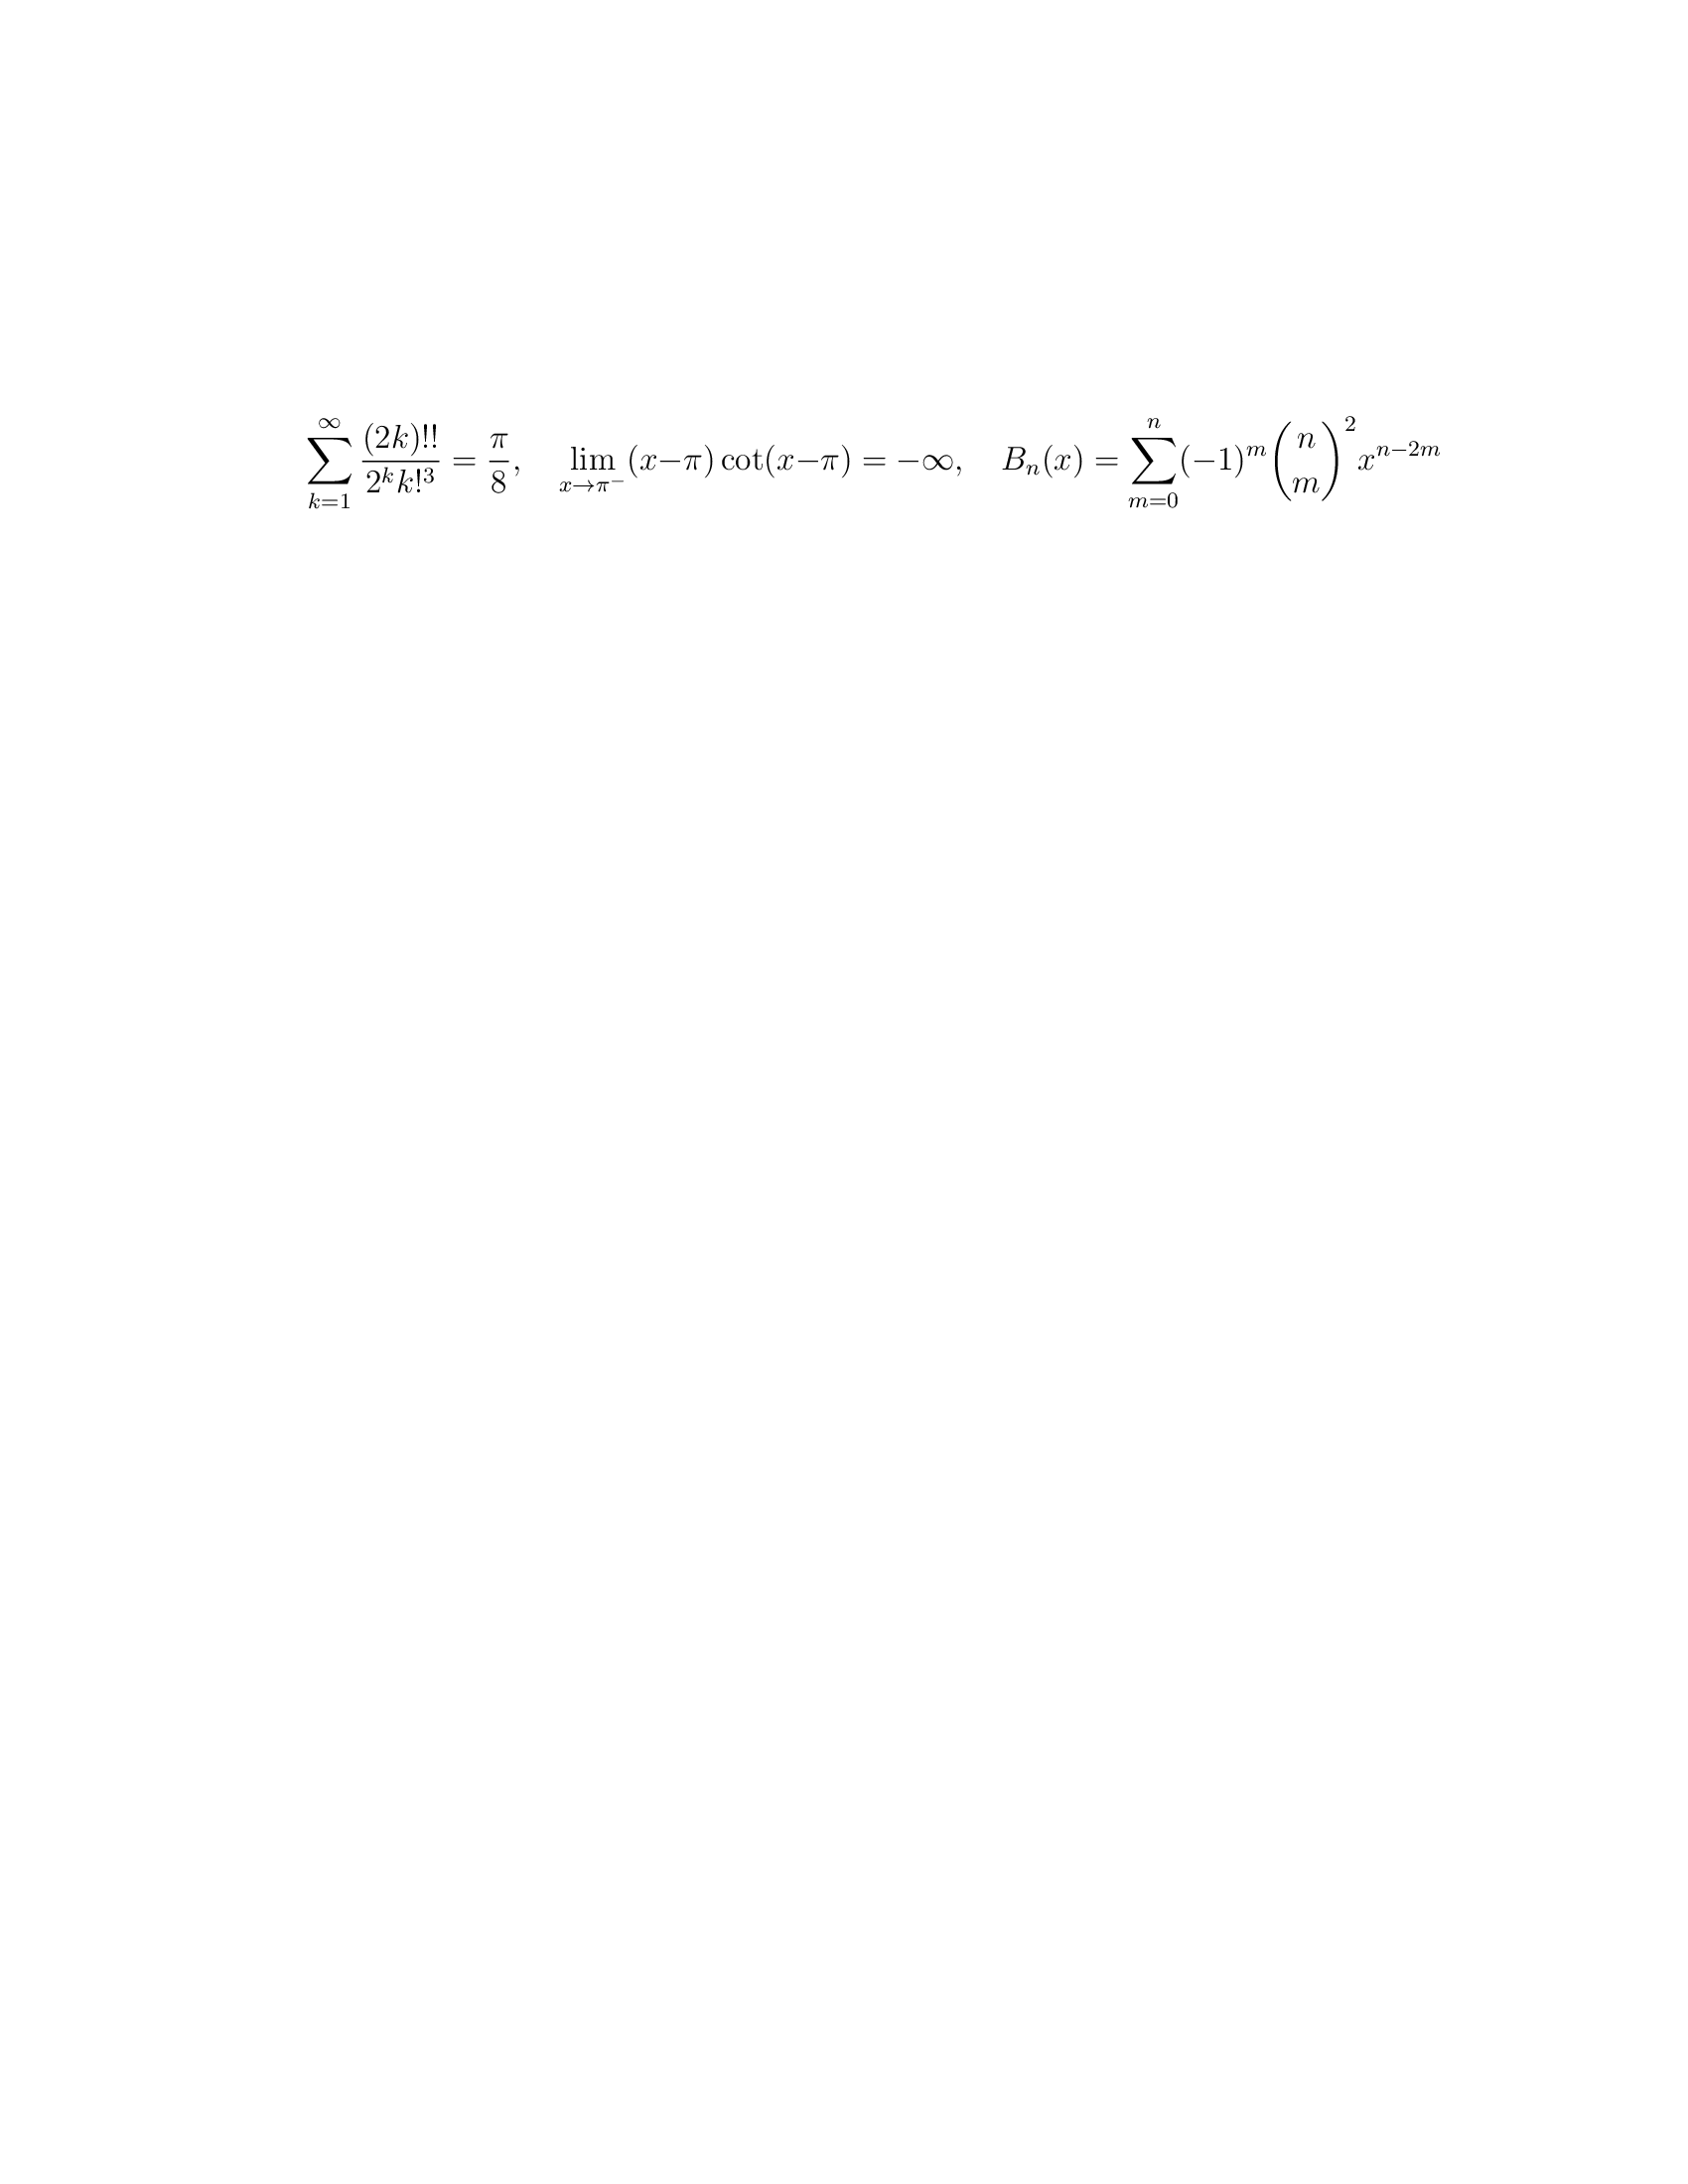 $$\sum_{k=1}^{\infty} \frac{(2k)!!}{2^k k!^3} = \frac{\pi}{8}, \quad \lim_{x \to \pi^-} (x-\pi)\cot(x-\pi) = -\infty, \quad B_n(x) = \sum_{m=0}^{n} (-1)^m \binom{n}{m}^2 x^{n-2m}$$